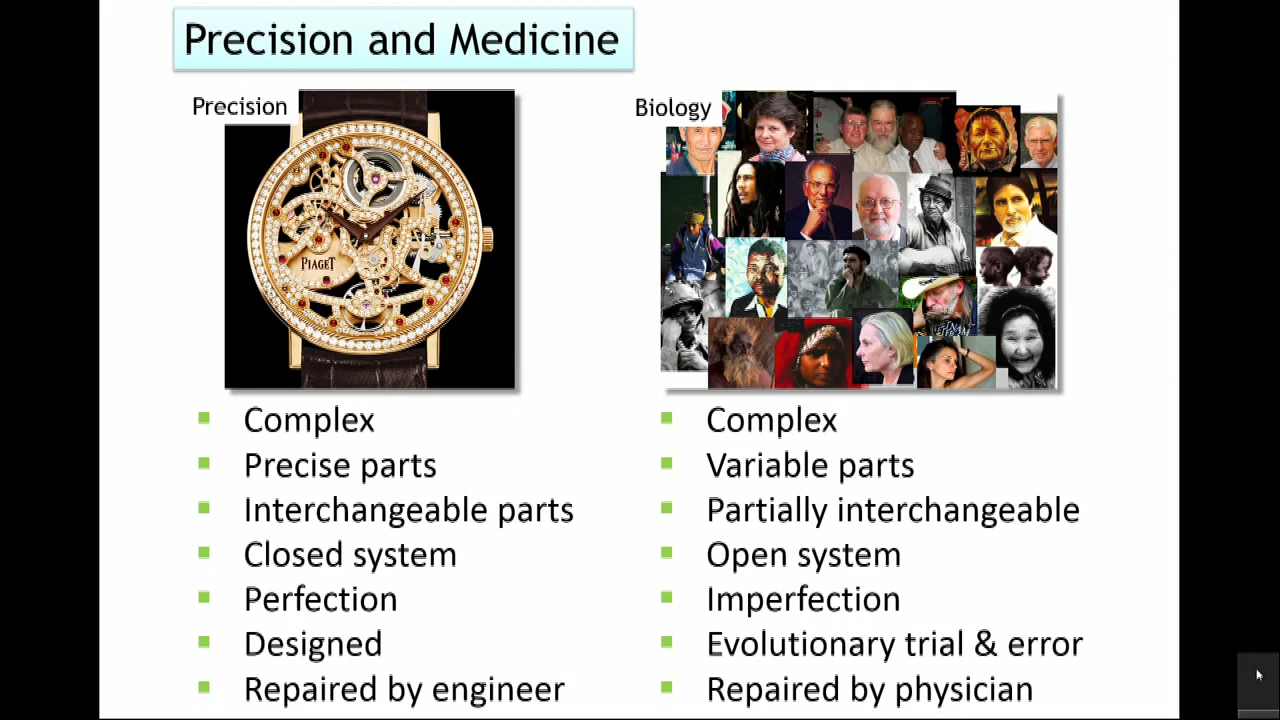 Precision and Medicine
Precision
PIAGET
Complex
Precise parts
Interchangeable parts
Closed system
Perfection
Designed
Repaired by engineer
Biology
Complex
Variable parts
Partially interchangeable
Open system
Imperfection
Evolutionary trial & error
Repaired by physician